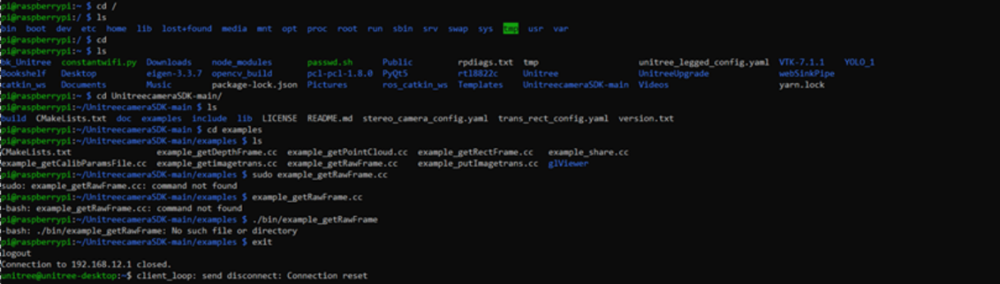 pi@raspberrypi:~ $ cd /
pi@raspberrypi:/ $ ls
bin boot dev etc home lib lost+found media mnt opt proc root run sbin srv swap sys tmp usr var
pi@raspberrypi:/ $ cd
pi@raspberrypi:~ $ ls
bk_Unitree constantwifi.py Downloads node_modules passwd.sh Public rpdiags.txt tmp unitree_legged_config.yaml VTK-7.1.1 YOLO_1
Bookshelf Desktop eigen-3.3.7 opencv_build pcl-pcl-1.8.0 PyQt5 rtl8822c Unitree UnitreeUpgrade webSinkPipe
catkin_ws Documents Music package-lock.json Pictures ros_catkin_ws Templates UnitreecameraSDK-main Videos yarn.lock
pi@raspberrypi:~ $ cd UnitreecameraSDK-main/
pi@raspberrypi:~/UnitreecameraSDK-main $ ls
build CMakeLists.txt doc examples include lib LICENSE README.md stereo_camera_config.yaml trans_rect_config.yaml version.txt
pi@raspberrypi:~/UnitreecameraSDK-main $ cd examples
pi@raspberrypi:~/UnitreecameraSDK-main/examples $ ls
CMakeLists.txt example_getDepthFrame.cc example_getPointCloud.cc example_getRectFrame.cc example_share.cc
example_getCalibParamsFile.cc example_getimagetrans.cc example_getRawFrame.cc example_putImagetrans.cc glViewer
pi@raspberrypi:~/UnitreecameraSDK-main/examples $ sudo example_getRawFrame.cc
sudo: example_getRawFrame.cc: command not found
pi@raspberrypi:~/UnitreecameraSDK-main/examples $ example_getRawFrame.cc
-bash: example_getRawFrame.cc: command not found
pi@raspberrypi:~/UnitreecameraSDK-main/examples $ ./bin/example_getRawFrame
-bash: ./bin/example_getRawFrame: No such file or directory
pi@raspberrypi:~/UnitreecameraSDK-main/examples $ exit
logout
Connection to 192.168.12.1 closed.
unitree@unitree-desktop:~$ client_loop: send disconnect: Connection reset